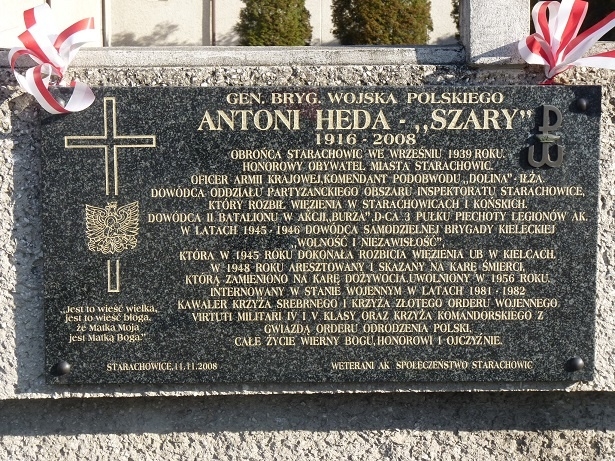 GEN. BRYG. WOJSKA POLSKIEGO
ANTONI HEDA - ,,SZARY"
1916 - 2008
OBROŃCA STARACHOWIC WE WRZEŚNIU 1939 ROKU.
HONOROWY OBYWATEL MIASTA STARACHOWIC.
OFICER ARMII KRAJOWEJ,KOMENDANT PODOBWODU ,,DOLINA"- IŁŻA.
DOWÓDCA ODDZIAŁU PARTYZANCKIEGO OBSZARU INSPEKTORATU STARACHOWICE,
KTÓRY ROZBIŁ WIĘZIENIA W STARACHOWICACH I KOŃSKICH.
DOWÓDCA II BATALIONU W AKCJI ,,BURZA",D-CA 3 PUŁKU PIECHOTY LEGIONÓW AK.
W LATACH 1945 - 1946 DOWÓDCA SAMODZIELNEJ BRYGADY KIELECKIEJ
,,WOLNOŚĆ I NIEZAWISŁOŚĆ".
KTÓRA W 1945 ROKU DOKONAŁA ROZBICIA WIĘZIENIA UB W KIELCACH.
W 1948 ROKU ARESZTOWANY I SKAZANY NA KARĘ ŚMIERCI,
KTÓRĄ ZAMIENIONO NA KARĘ DOŻYWOCIA.UWOLNIONY W 1956 ROKU.
INTERNOWANY W STANIE WOJENNYM W LATACH 1981 - 1982
KAWALER KRZYŻA SREBRNEGO I KRZYŻA ZŁOTEGO ORDERU WOJENNEGO.
VIRTUTI MILITARI IV I V KLASY ORAZ KRZYŻA KOMANDORSKIEGO Z
GWIAZDĄ ORDERU ODRODZENIA POLSKI.
CAŁE ŻYCIE WIERNY BOGU,HONOROWI I OJCZYŹNIE.
,,Jest to wieść wielka,
jest to wieść błoga,
że Matka Moja
jest Matką Boga."
STARACHOWICE,11.11.2008
WETERANI AK SPOŁECZEŃSTWO STARACHOWIC